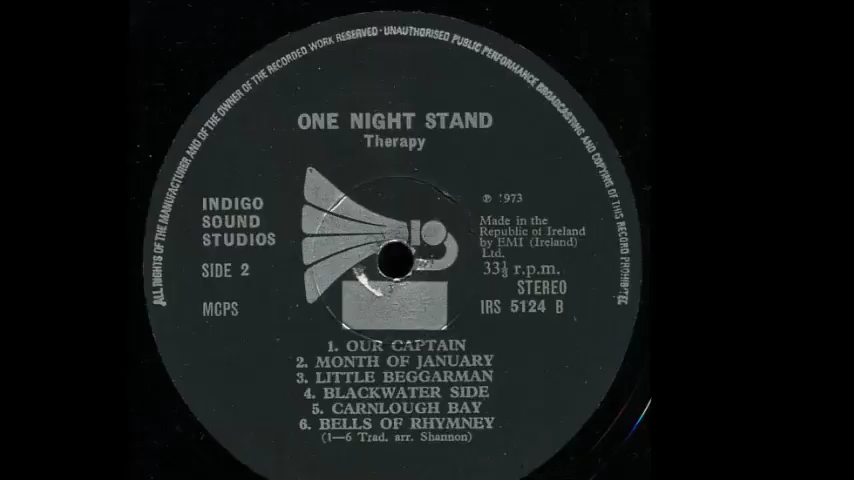 ALL RIGHTS OF THE MANUFACTURER AND OF THE OWNER OF THE RECORDED WORK RESERVED - UNAUTHORISED PUBLIC PERFORMANCE BROADCASTING AND COPYING OF THIS RECORD PROHIBITED
ONE NIGHT STAND
Therapy
INDIGO
SOUND
STUDIOS
SIDE 2
MCPS
℗ 1973
Made in the
Republic of Ireland
by EMI (Ireland)
Ltd.
33⅓ r.p.m.
STEREO
IRS 5124 B
1. OUR CAPTAIN
2. MONTH OF JANUARY
3. LITTLE BEGGARMAN
4. BLACKWATER SIDE
5. CARNLOUGH BAY
6. BELLS OF RHYMNEY
(1—6 Trad. arr. Shannon)